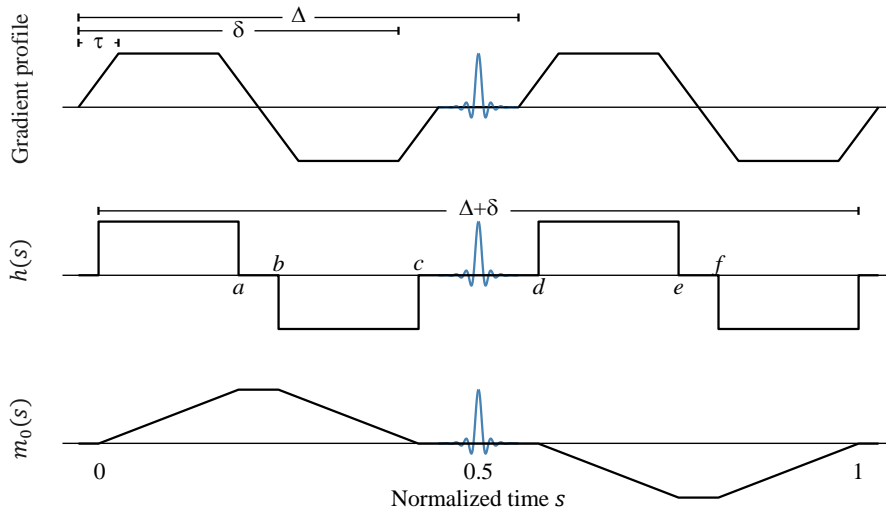 Δ
δ
τ
Gradient profile
Δ+δ
h(s)
a
b
c
d
e
f
m₀(s)
0
0.5
1
Normalized time s